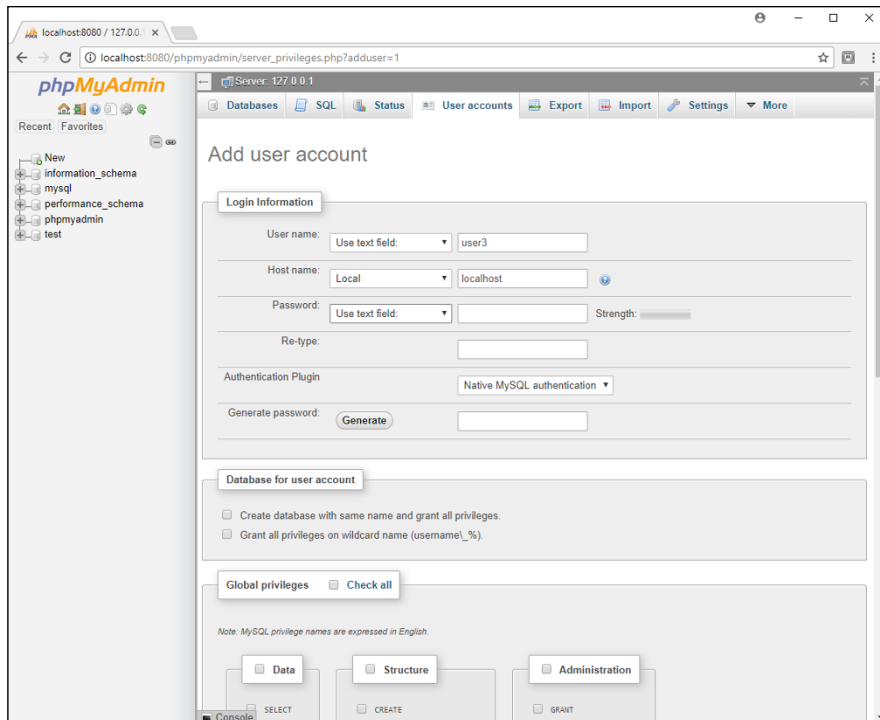 localhost:8080 / 127.0.0.1
localhost:8080/phpmyadmin/server_privileges.php?adduser=1
phpMyAdmin
Recent Favorites
New
information_schema
mysql
performance_schema
phpmyadmin
test
Server: 127.0.0.1
Databases SQL Status User accounts Export Import Settings More
Add user account
Login Information
User name: Use text field: user3
Host name: Local localhost
Password: Use text field: Strength:
Re-type:
Authentication Plugin Native MySQL authentication
Generate password: Generate
Database for user account
Create database with same name and grant all privileges.
Grant all privileges on wildcard name (username\_%).
Global privileges Check all
Note: MySQL privilege names are expressed in English.
Data Structure Administration
SELECT CREATE GRANT
Console